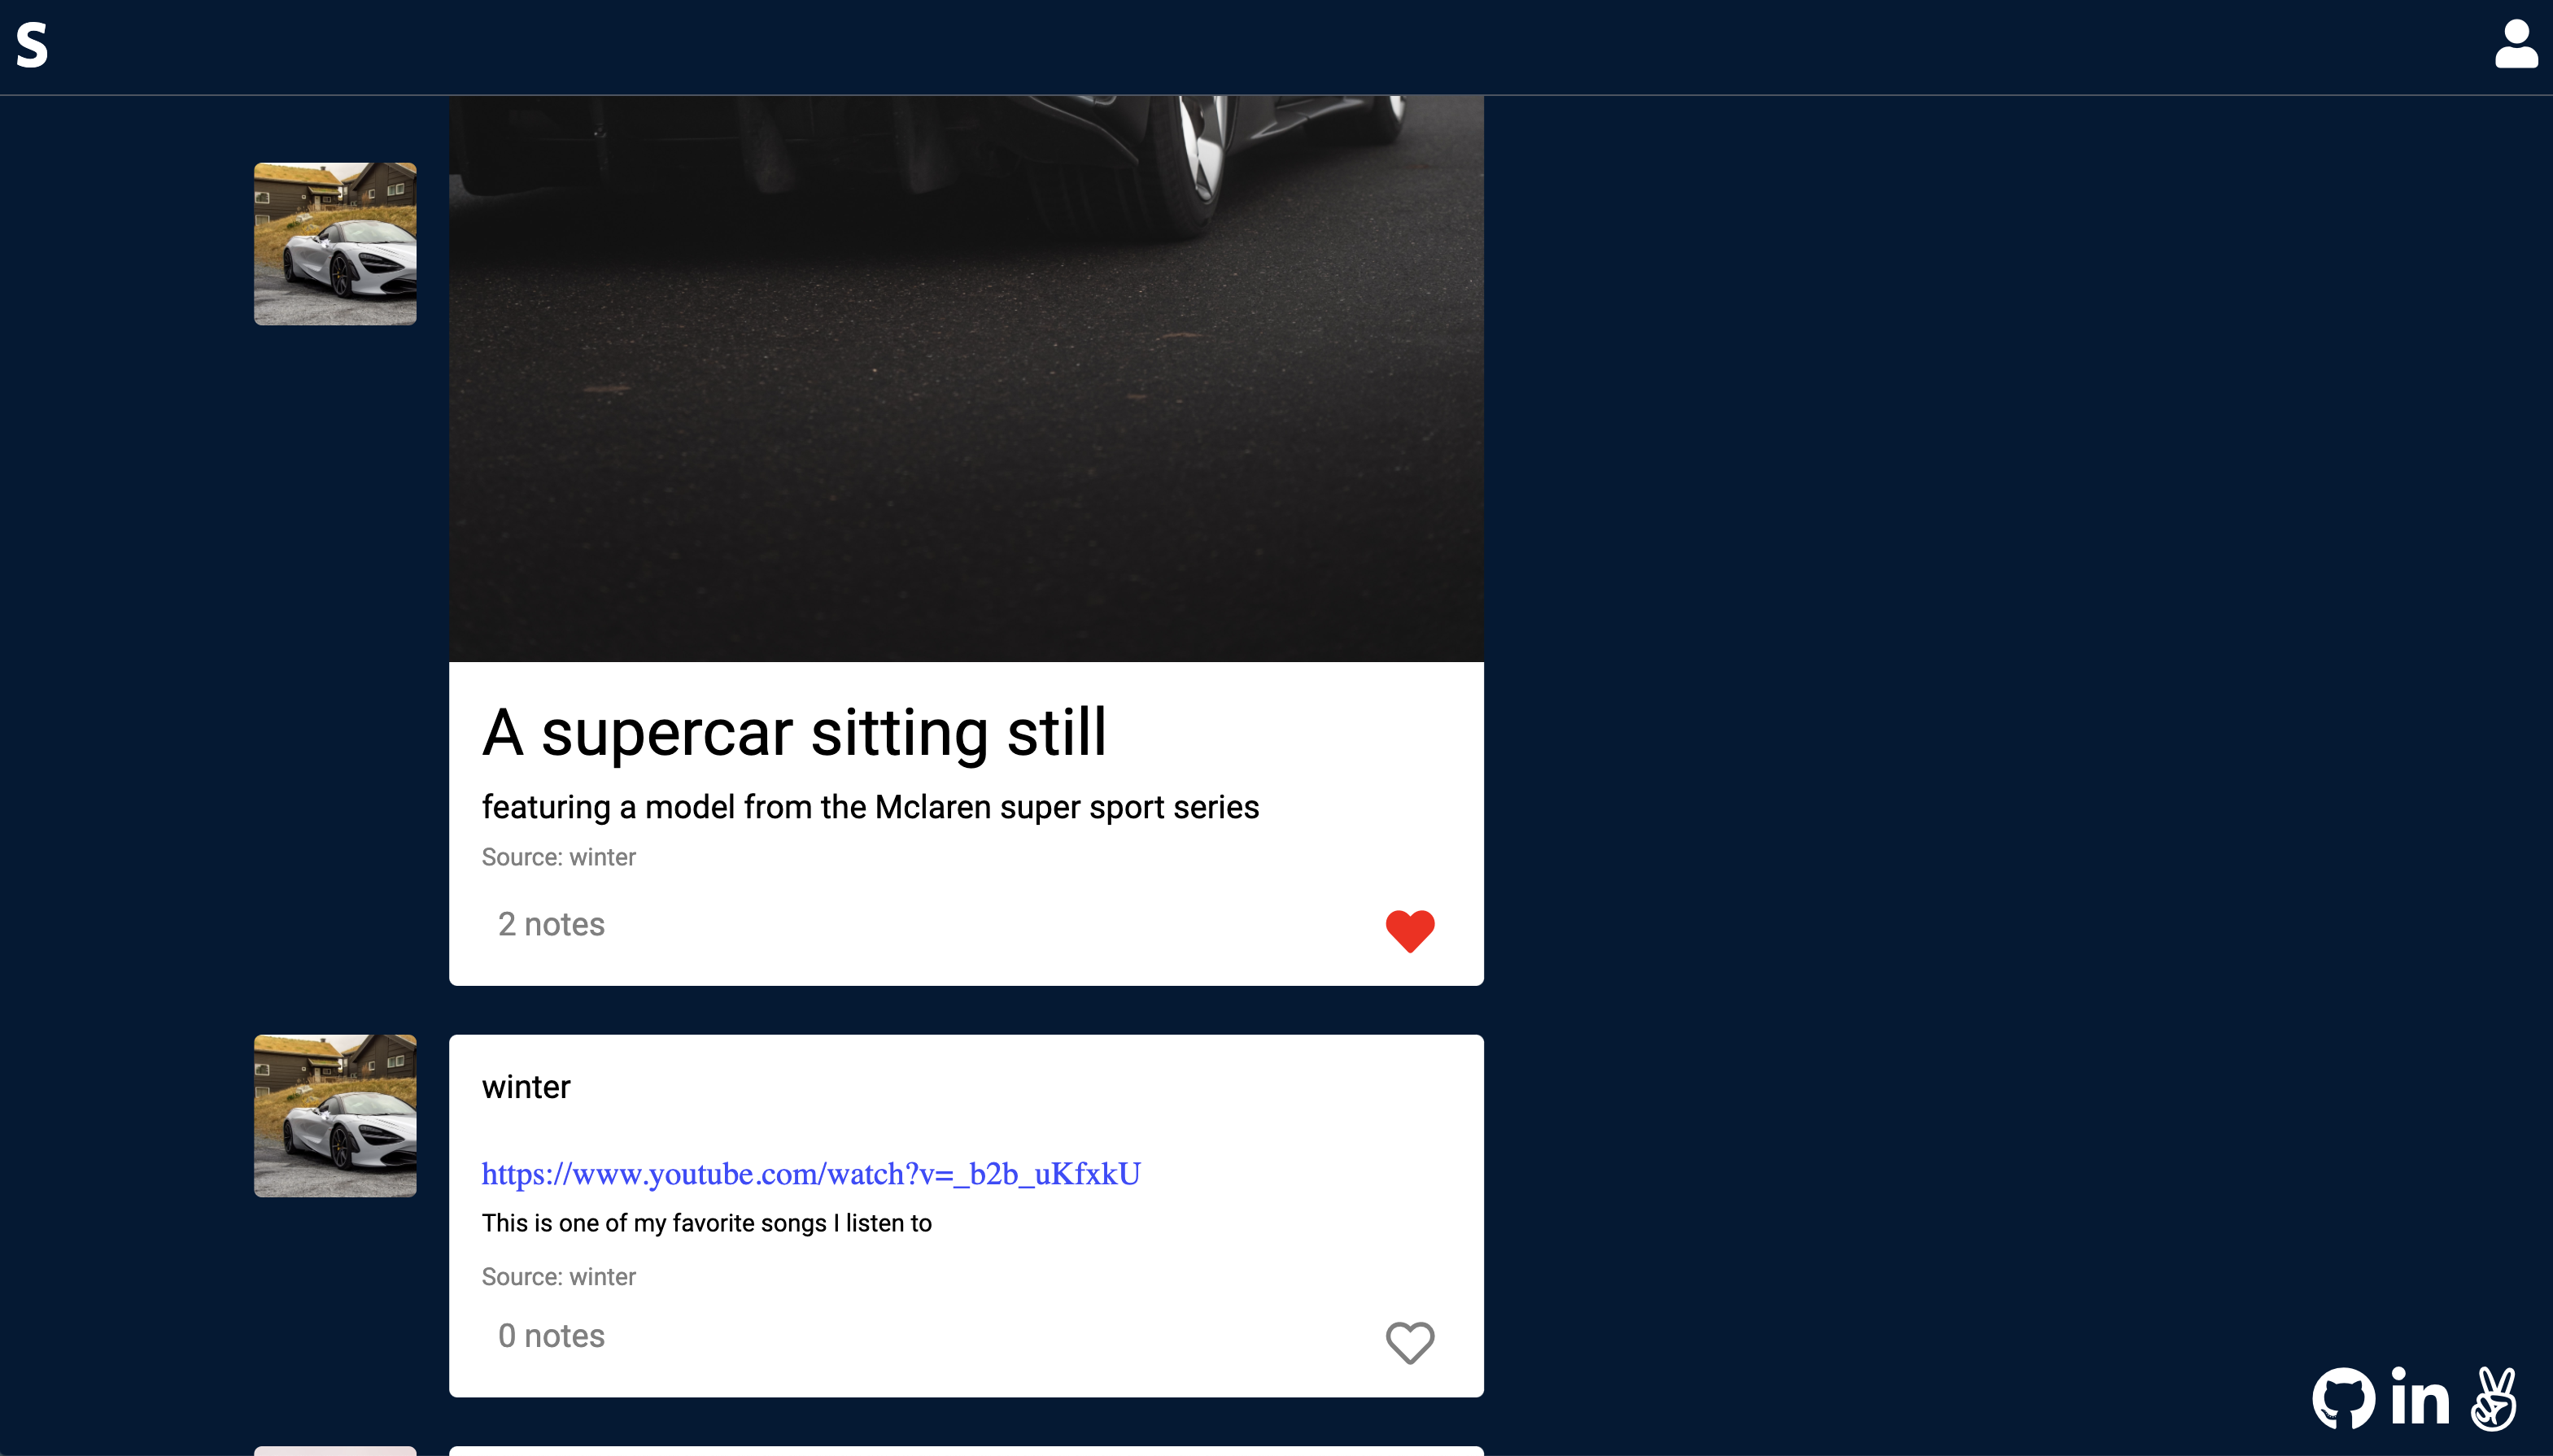 S
A supercar sitting still
featuring a model from the Mclaren super sport series
Source: winter
2 notes
winter
https://www.youtube.com/watch?v=_b2b_uKfxkU
This is one of my favorite songs I listen to
Source: winter
0 notes
in